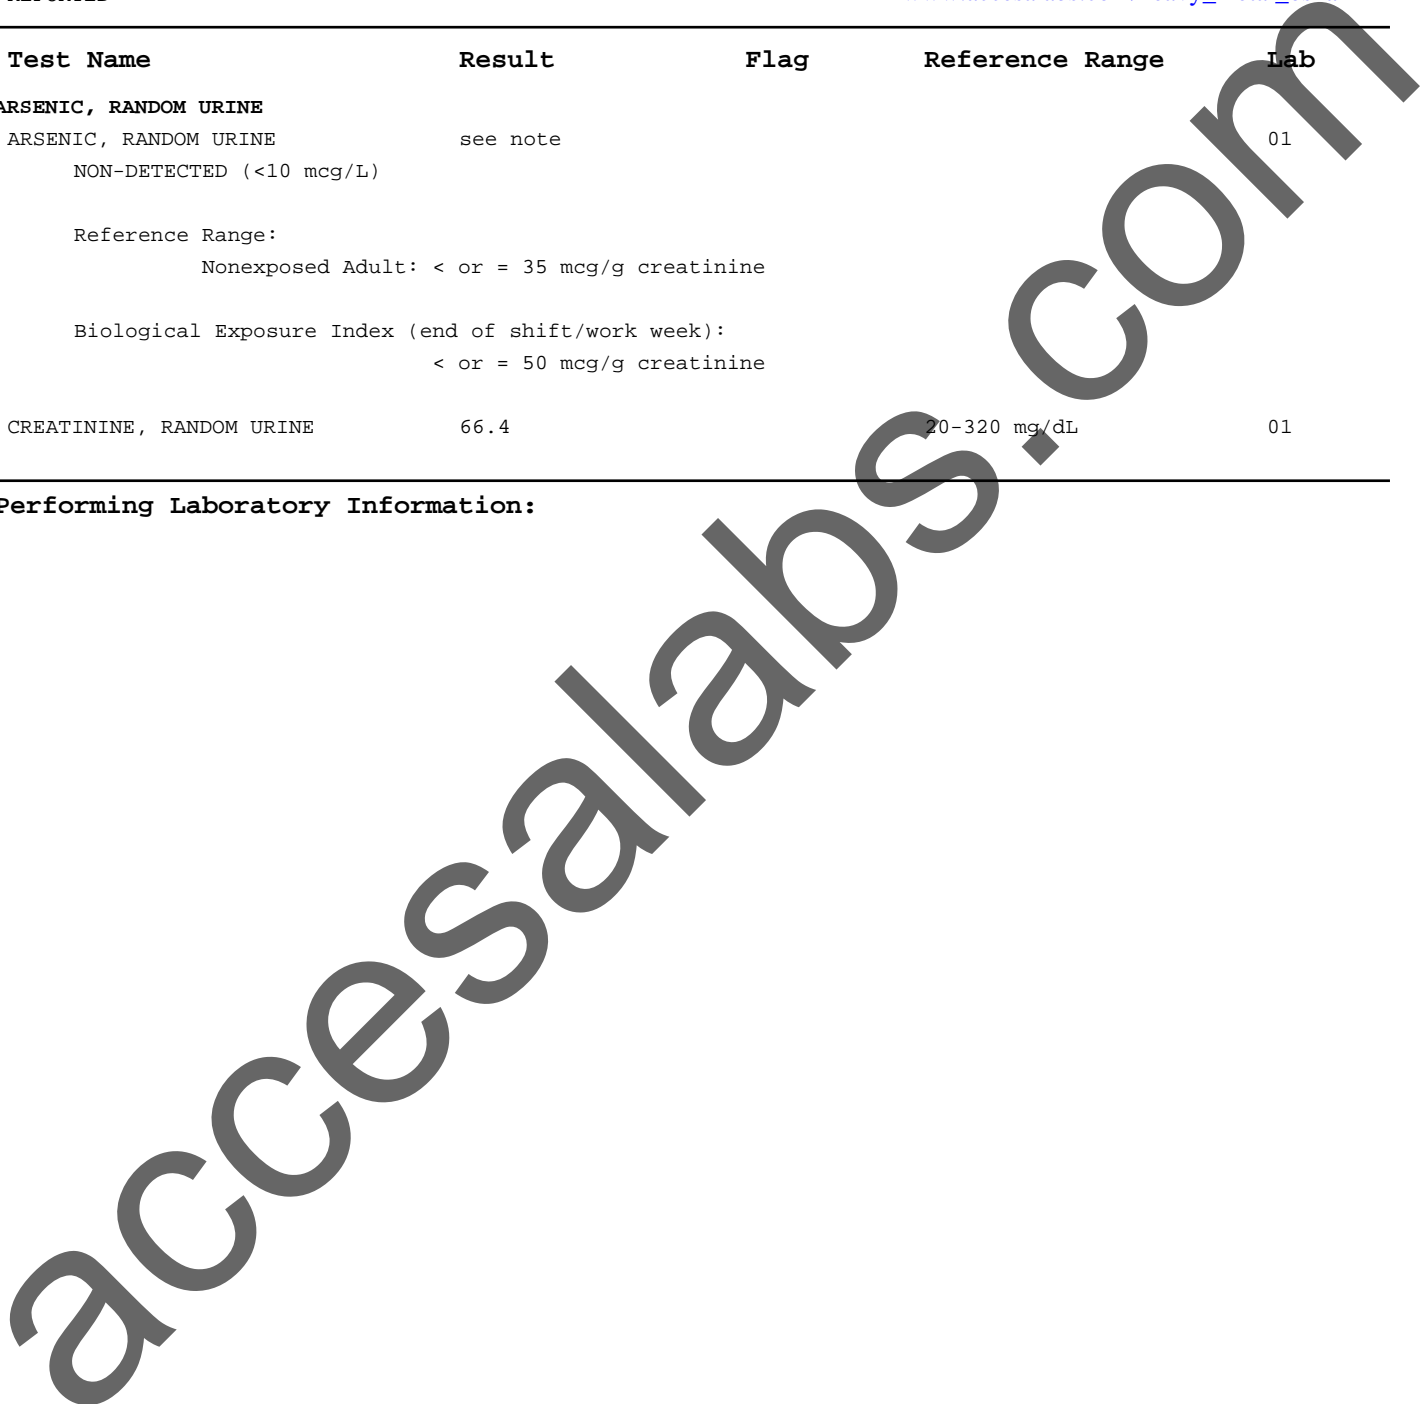 Test Name Result Flag Reference Range Lab
ARSENIC, RANDOM URINE
ARSENIC, RANDOM URINE see note 01
NON-DETECTED (<10 mcg/L)
Reference Range:
Nonexposed Adult: < or = 35 mcg/g creatinine
Biological Exposure Index (end of shift/work week):
< or = 50 mcg/g creatinine
CREATININE, RANDOM URINE 66.4 20-320 mg/dL 01
Performing Laboratory Information:
accesalabs.com